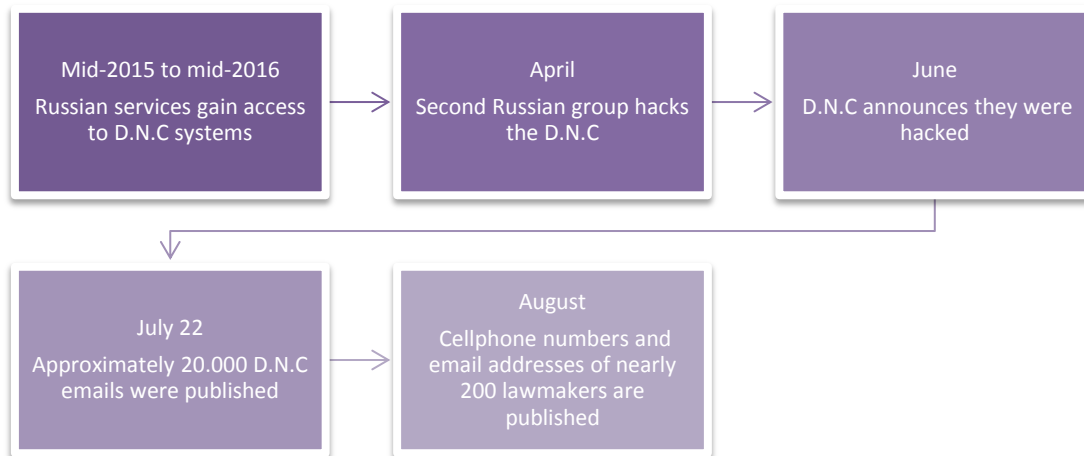 Mid-2015 to mid-2016
Russian services gain access
to D.N.C systems
April
Second Russian group hacks
the D.N.C
June
D.N.C announces they were
hacked
July 22
Approximately 20.000 D.N.C
emails were published
August
Cellphone numbers and
email addresses of nearly
200 lawmakers are
published